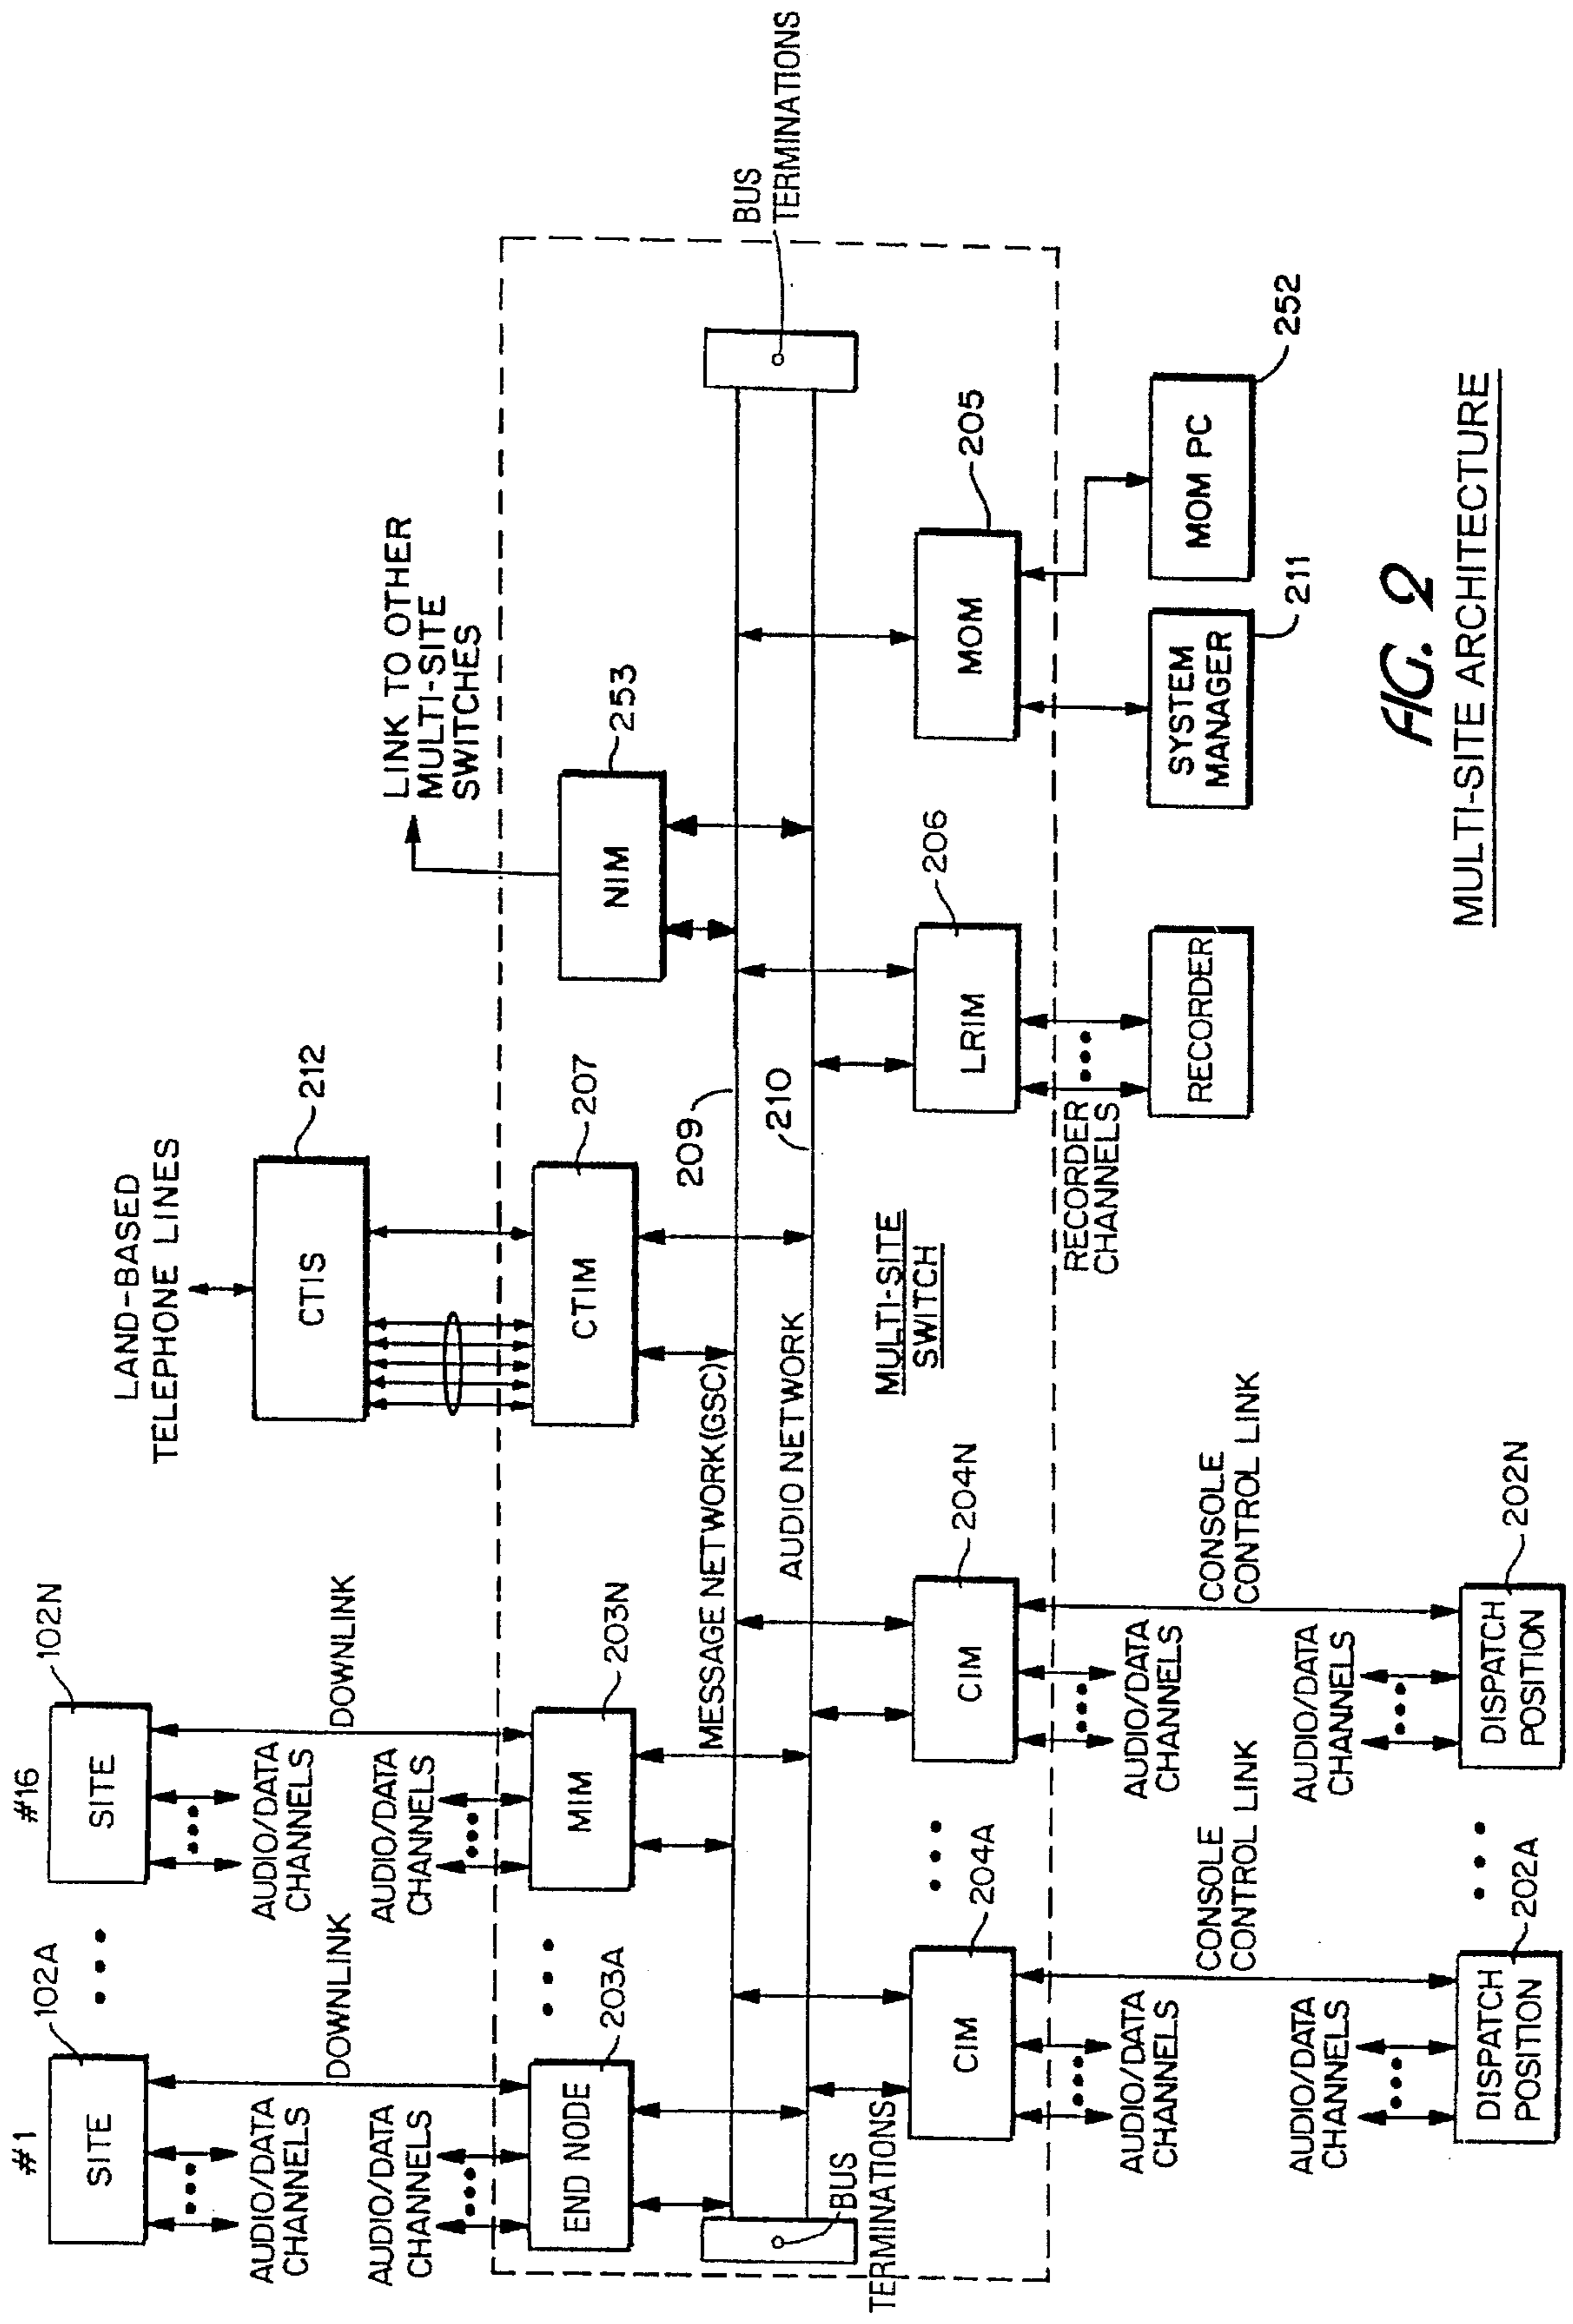 #1
102A
SITE
AUDIO/DATA
CHANNELS
DOWNLINK
#16
102N
SITE
AUDIO/DATA
CHANNELS
DOWNLINK
LAND-BASED
TELEPHONE LINES
212
CTIS
LINK TO OTHER
MULTI-SITE
SWITCHES
AUDIO/DATA
CHANNELS
203A
END NODE
AUDIO/DATA
CHANNELS
203N
MIM
207
CTIM
253
NIM
BUS
TERMINATIONS
MESSAGE NETWORK (GSC)
209
AUDIO NETWORK
210
BUS
TERMINATIONS
MULTI-SITE
SWITCH
204A
CIM
204N
CIM
206
LRIM
205
MOM
AUDIO/DATA
CHANNELS
CONSOLE
CONTROL LINK
AUDIO/DATA
CHANNELS
CONSOLE
CONTROL LINK
RECORDER
CHANNELS
RECORDER
SYSTEM
MANAGER
211
MOM PC
252
AUDIO/DATA
CHANNELS
202A
DISPATCH
POSITION
AUDIO/DATA
CHANNELS
202N
DISPATCH
POSITION
FIG. 2
MULTI-SITE ARCHITECTURE